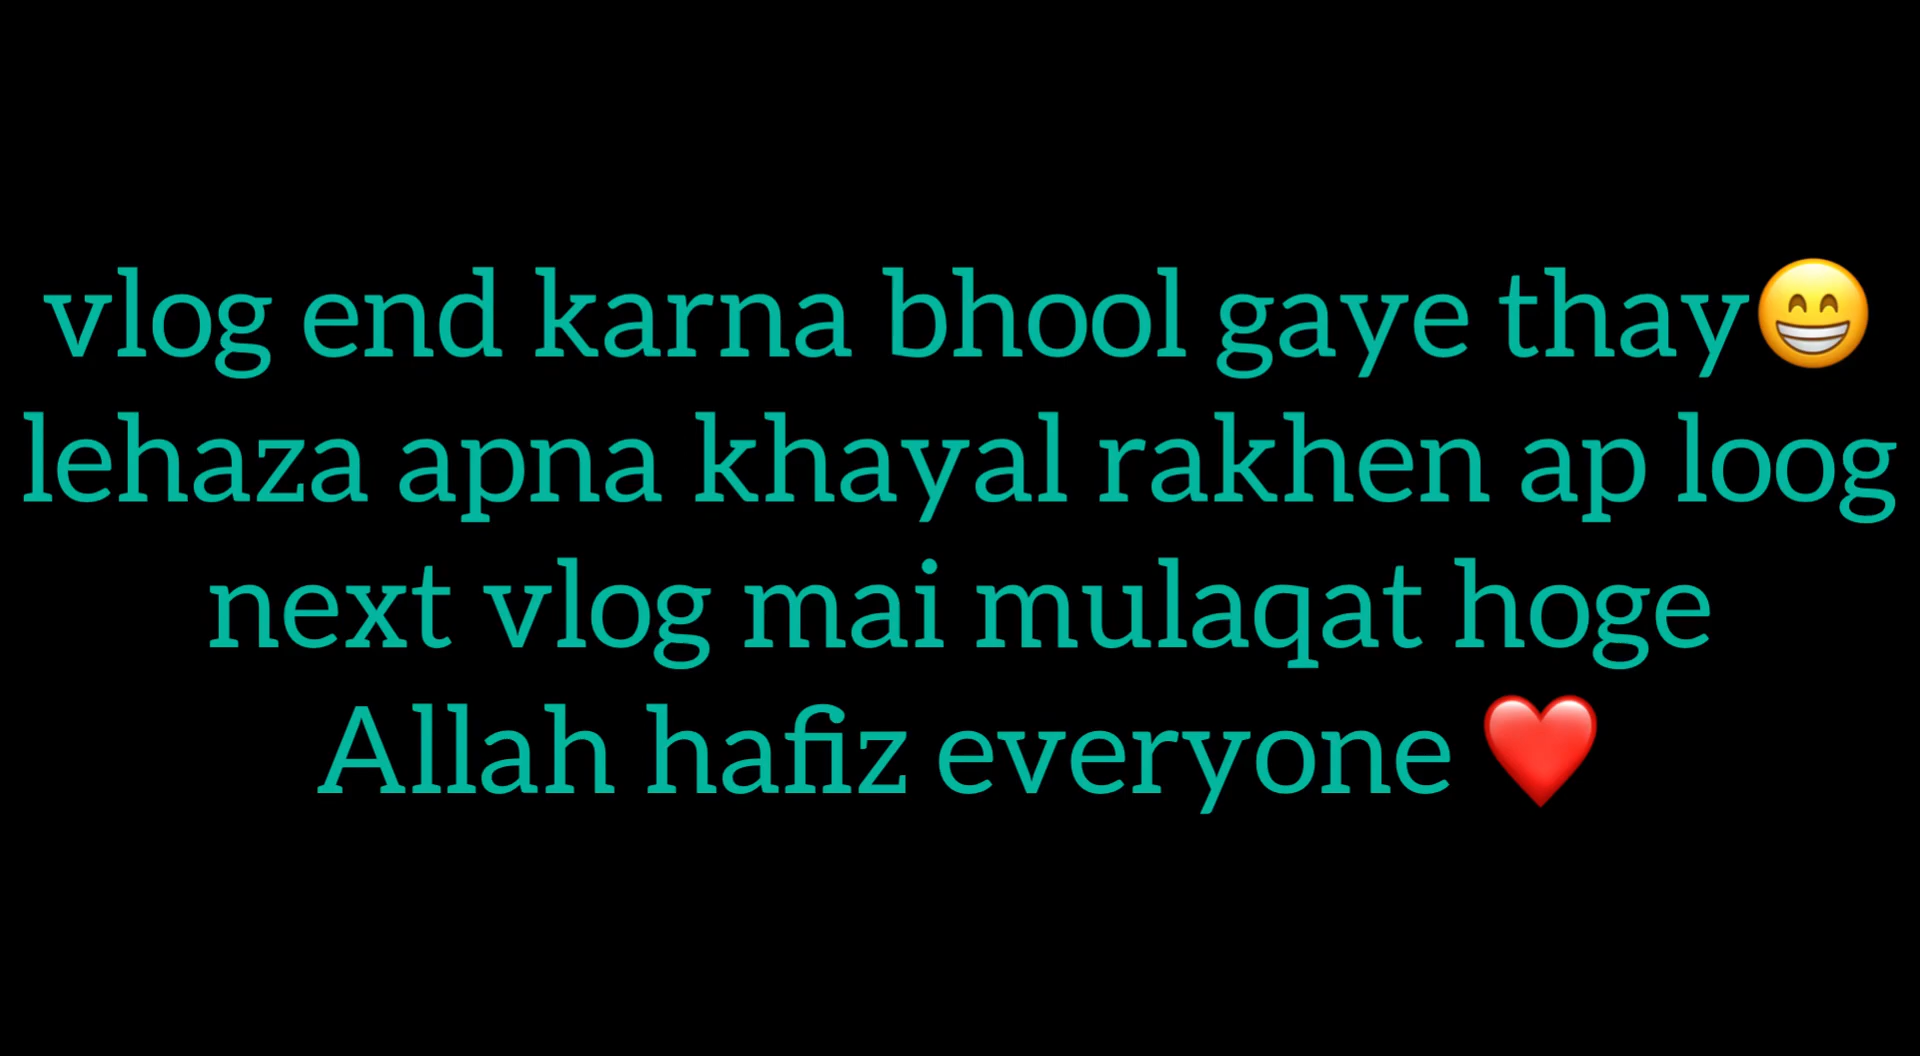 vlog end karna bhool gaye thay😁
lehaza apna khayal rakhen ap loog
next vlog mai mulaqat hoge
Allah hafiz everyone ❤️